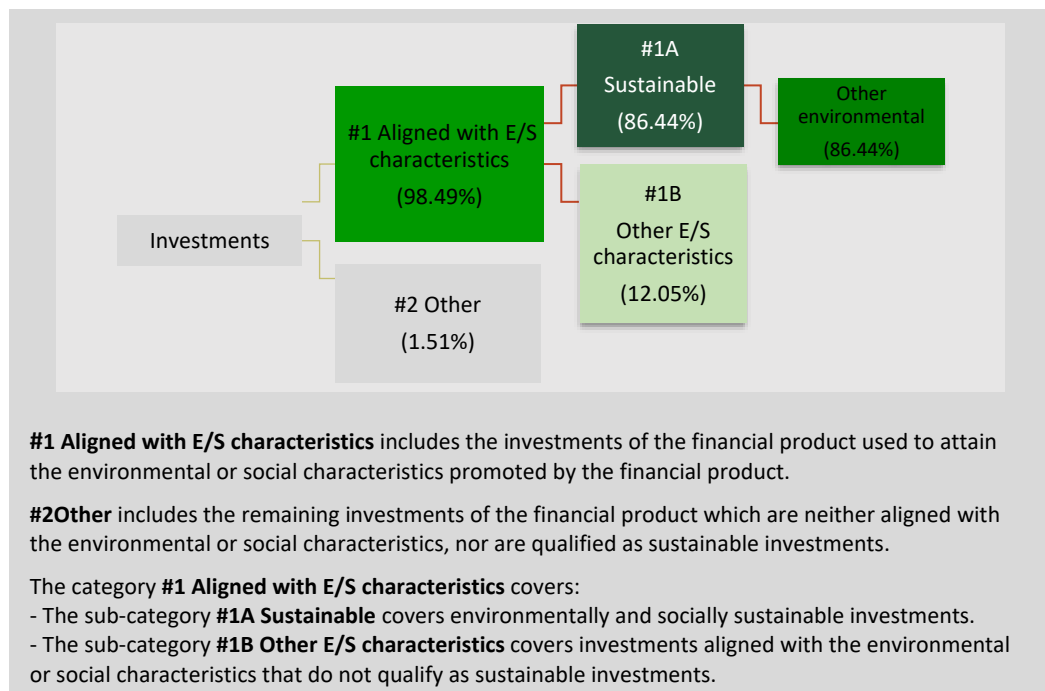 #1A
Sustainable
(86.44%)
Other
environmental
(86.44%)
#1 Aligned with E/S
characteristics
(98.49%)
#1B
Other E/S
characteristics
(12.05%)
Investments
#2 Other
(1.51%)
#1 Aligned with E/S characteristics includes the investments of the financial product used to attain
the environmental or social characteristics promoted by the financial product.
#2Other includes the remaining investments of the financial product which are neither aligned with
the environmental or social characteristics, nor are qualified as sustainable investments.
The category #1 Aligned with E/S characteristics covers:
- The sub-category #1A Sustainable covers environmentally and socially sustainable investments.
- The sub-category #1B Other E/S characteristics covers investments aligned with the environmental
or social characteristics that do not qualify as sustainable investments.